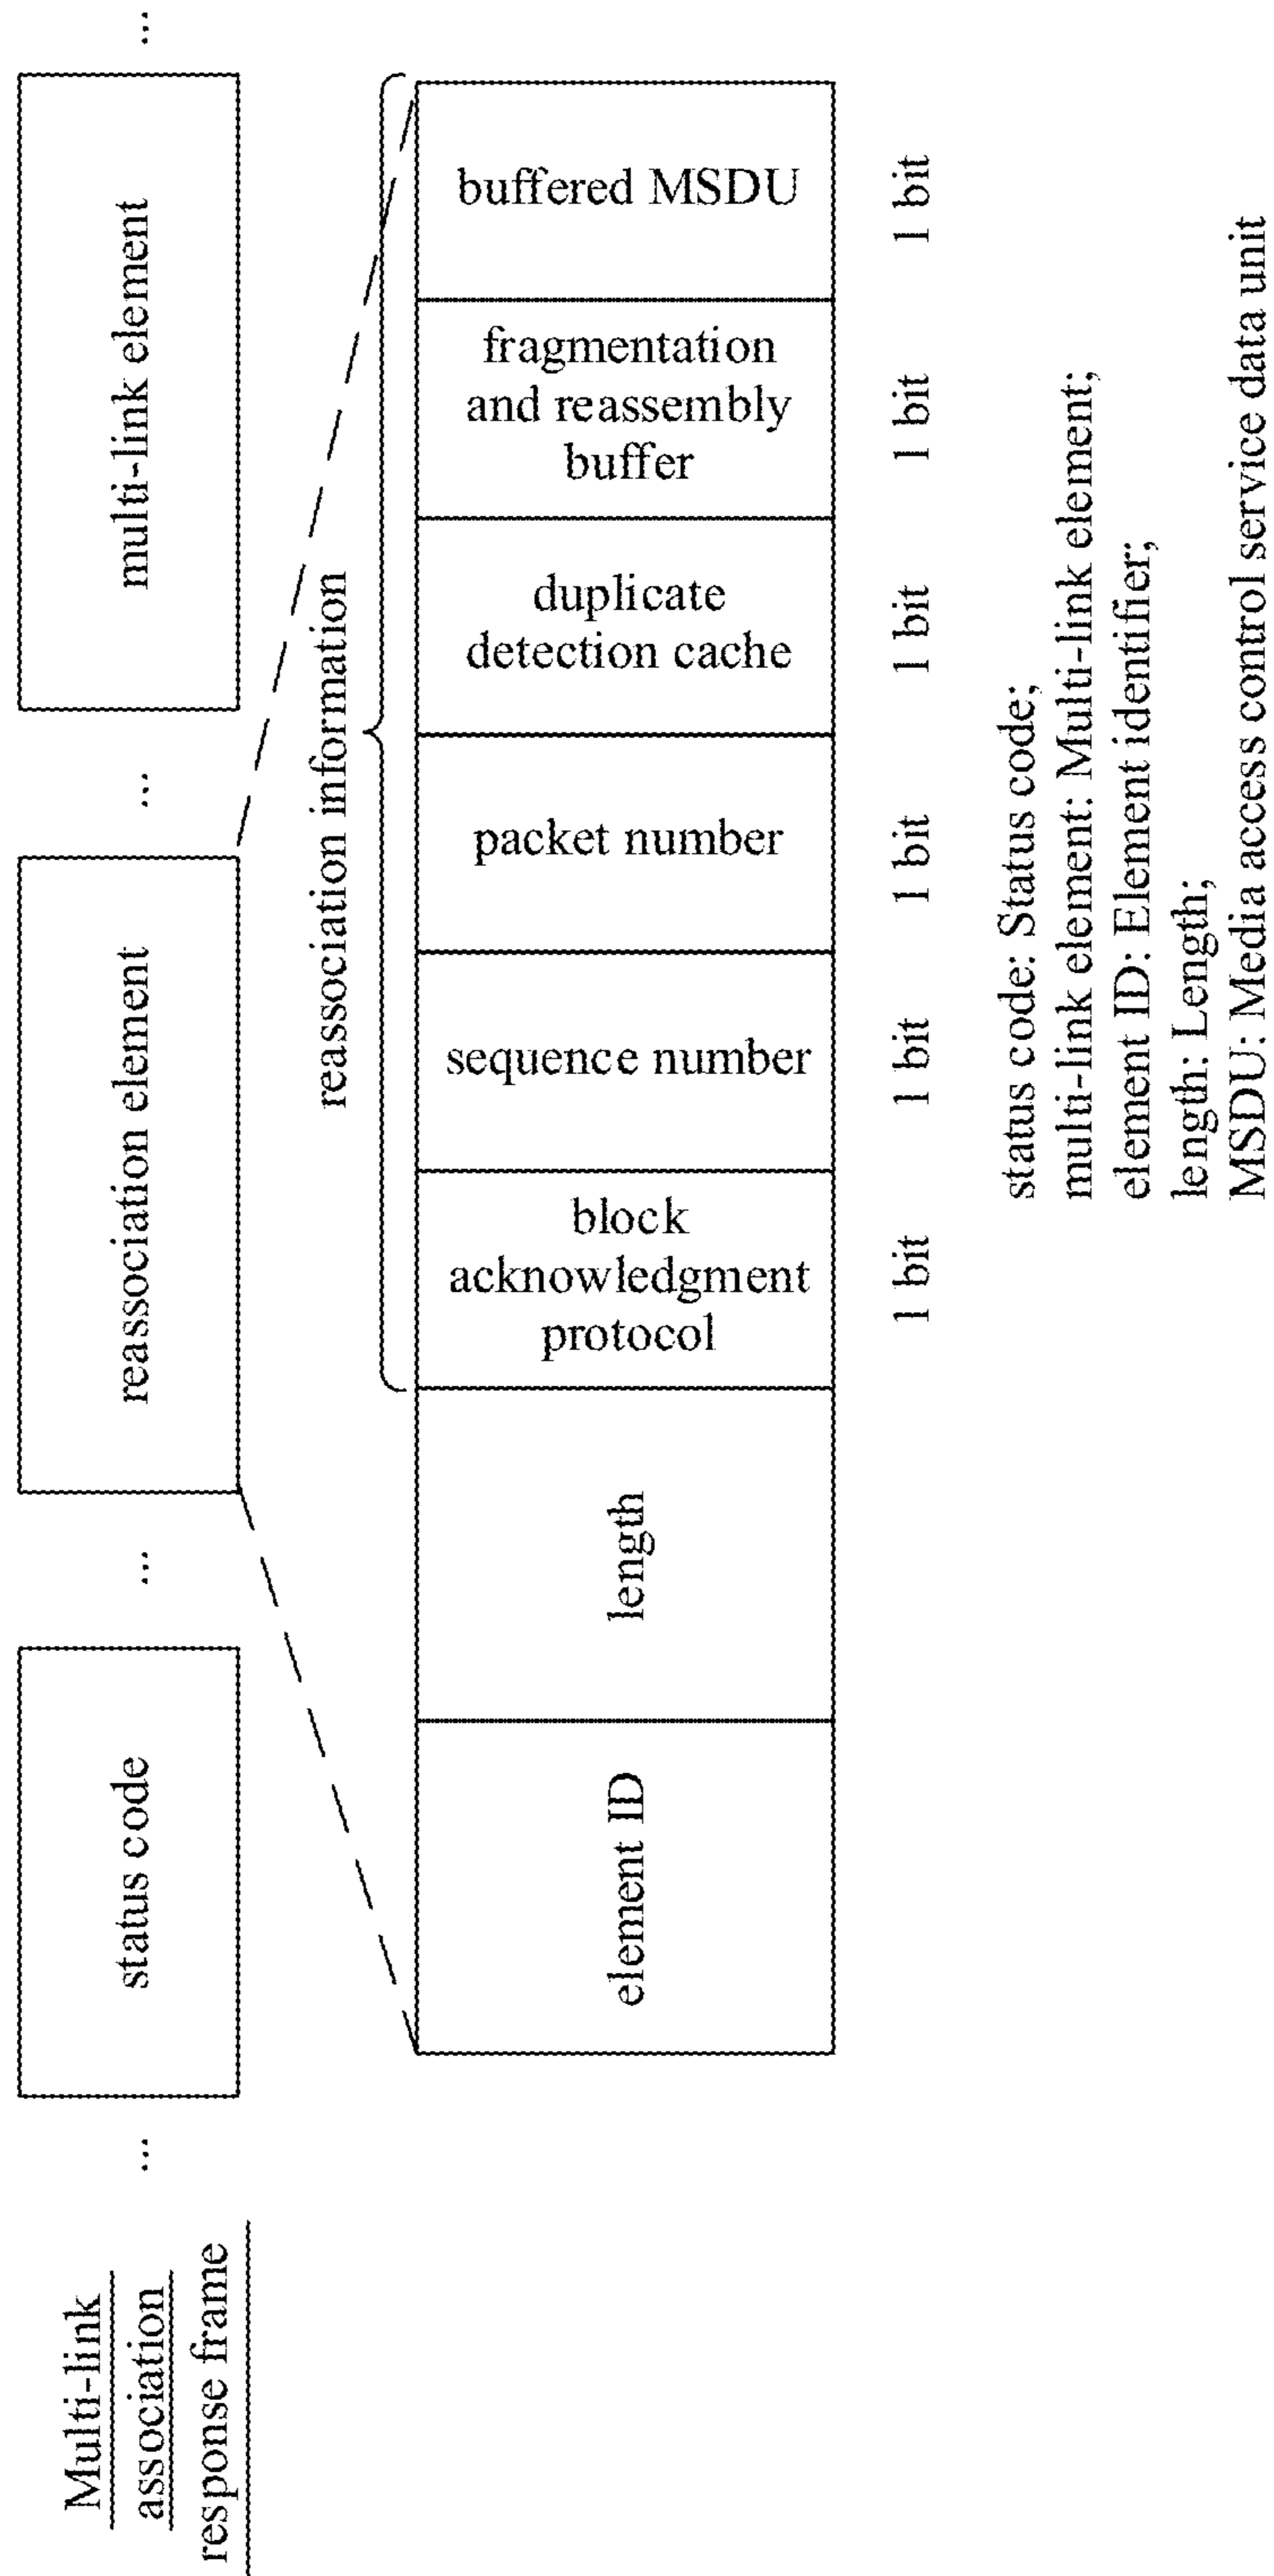 Multi-link
association
response frame
...
status code
...
reassociation element
...
multi-link element
...
reassociation information
element ID
length
block
acknowledgment
protocol
sequence number
packet number
duplicate
detection cache
fragmentation
and reassembly
buffer
buffered MSDU
1 bit
1 bit
1 bit
1 bit
1 bit
1 bit
status code: Status code;
multi-link element: Multi-link element;
element ID: Element identifier;
length: Length;
MSDU: Media access control service data unit